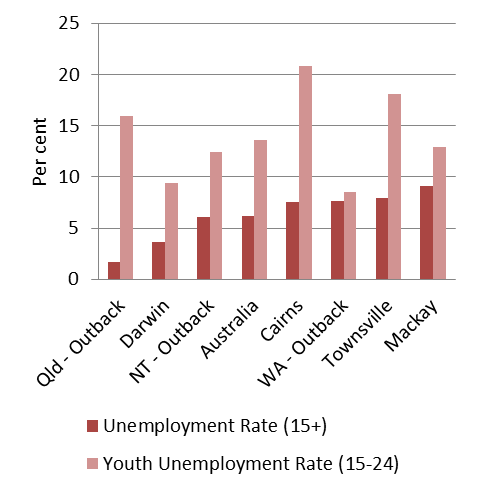 25
20
15
10
5
0
Per cent
Qld - Outback
Darwin
NT - Outback
Australia
Cairns
WA - Outback
Townsville
Mackay
Unemployment Rate (15+)
Youth Unemployment Rate (15-24)